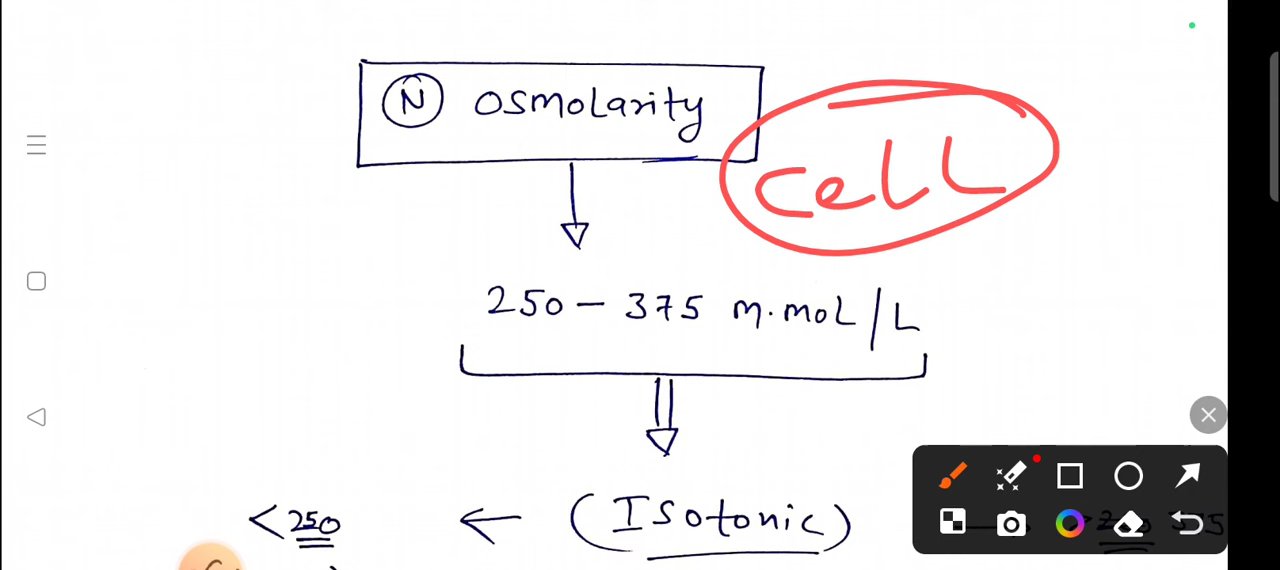 N osmolarity
cell
250 - 375 m.moL/L
<250 ← (Isotonic)